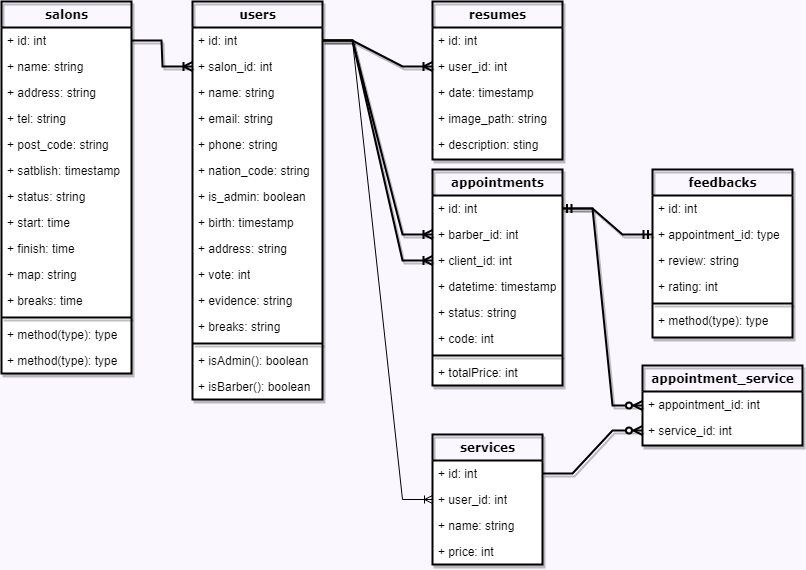 salons
+ id: int
+ name: string
+ address: string
+ tel: string
+ post_code: string
+ satblish: timestamp
+ status: string
+ start: time
+ finish: time
+ map: string
+ breaks: time
+ method(type): type
+ method(type): type
users
+ id: int
+ salon_id: int
+ name: string
+ email: string
+ phone: string
+ nation_code: string
+ is_admin: boolean
+ birth: timestamp
+ address: string
+ vote: int
+ evidence: string
+ breaks: string
+ isAdmin(): boolean
+ isBarber(): boolean
resumes
+ id: int
+ user_id: int
+ date: timestamp
+ image_path: string
+ description: sting
appointments
+ id: int
+ barber_id: int
+ client_id: int
+ datetime: timestamp
+ status: string
+ code: int
+ totalPrice: int
feedbacks
+ id: int
+ appointment_id: type
+ review: string
+ rating: int
+ method(type): type
appointment_service
+ appointment_id: int
+ service_id: int
services
+ id: int
+ user_id: int
+ name: string
+ price: int